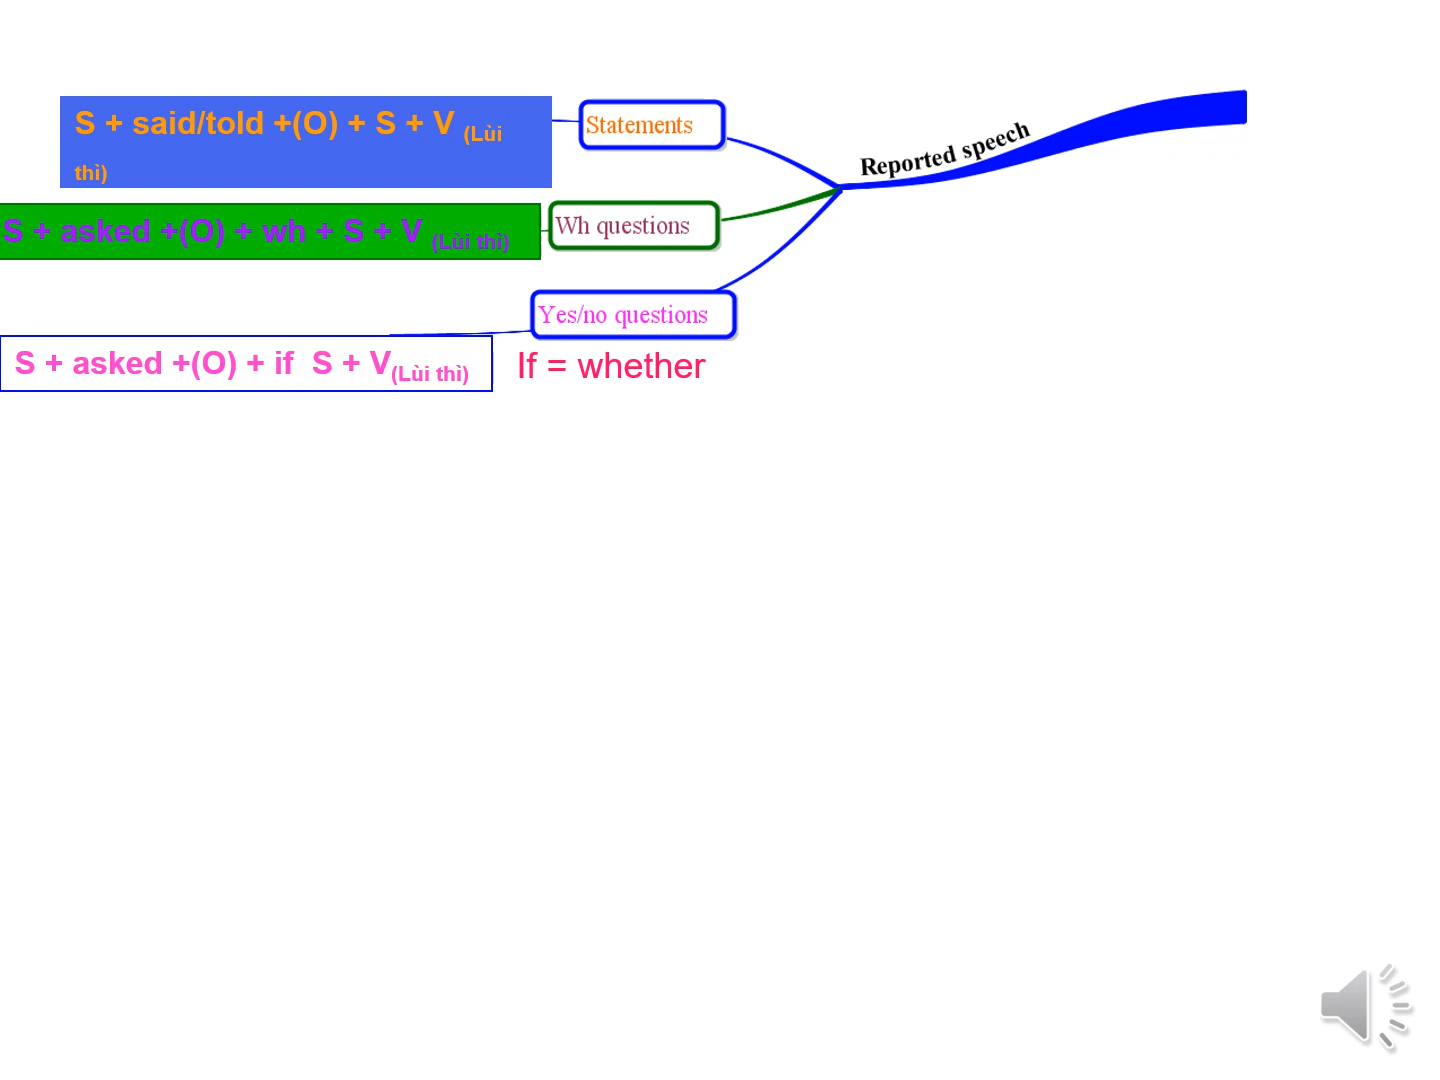 S + said/told +(O) + S + V (Lùi
thì)
Statements
Reported speech
S + asked +(O) + wh + S + V (Lùi thì)
Wh questions
Yes/no questions
S + asked +(O) + if  S + V(Lùi thì)
If = whether